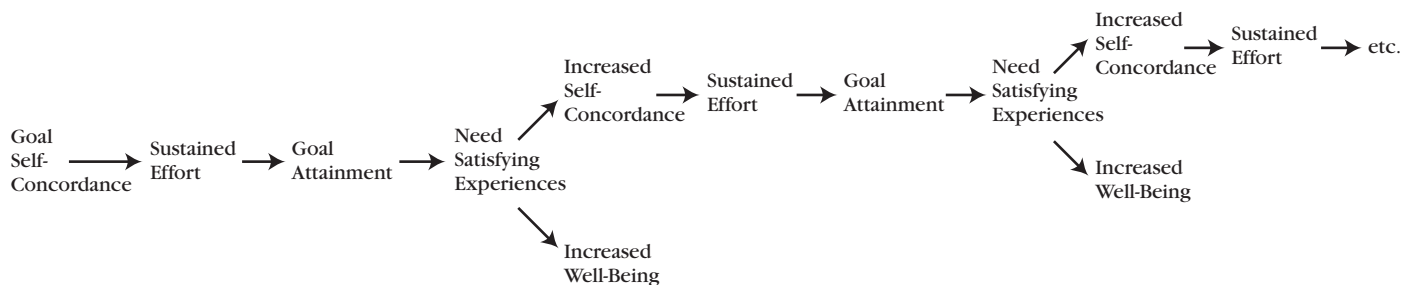 Goal
Self-
Concordance
Sustained
Effort
Goal
Attainment
Need
Satisfying
Experiences
Increased
Self-
Concordance
Increased
Well-Being
Sustained
Effort
Goal
Attainment
Need
Satisfying
Experiences
Increased
Self-
Concordance
Increased
Well-Being
Sustained
Effort
etc.